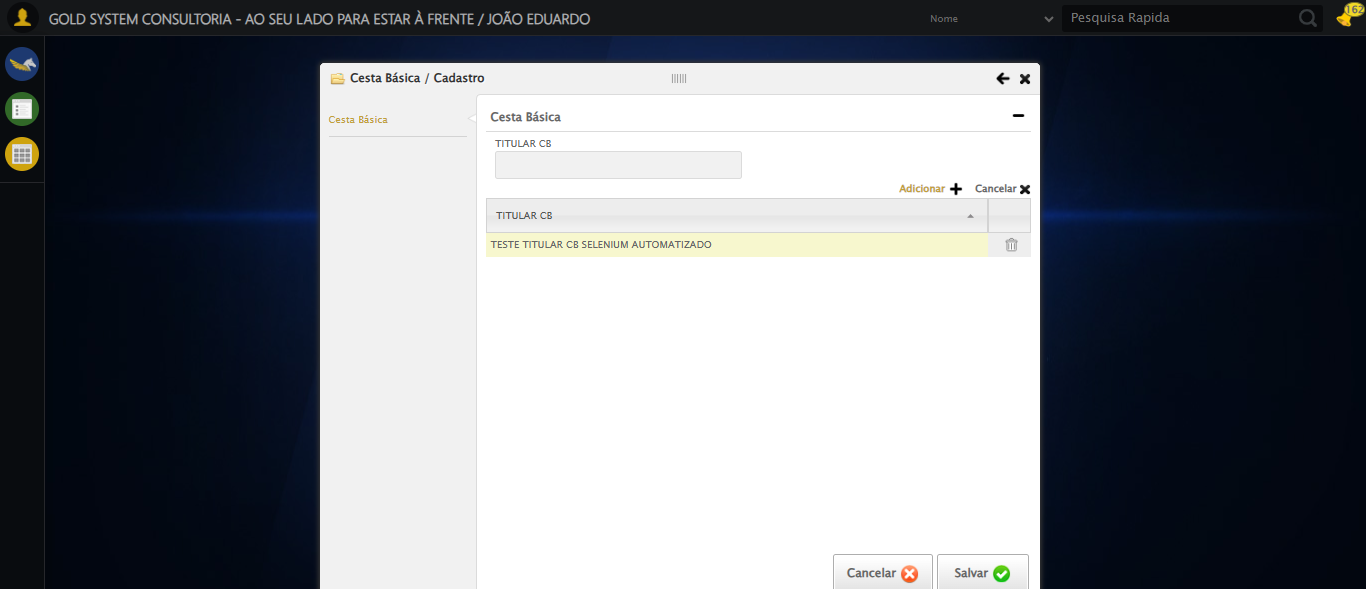 GOLD SYSTEM CONSULTORIA - AO SEU LADO PARA ESTAR À FRENTE / JOÃO EDUARDO
Nome
Pesquisa Rapida
162
Cesta Básica / Cadastro
Cesta Básica
Cesta Básica
TITULAR CB
Adicionar
Cancelar
TITULAR CB
TESTE TITULAR CB SELENIUM AUTOMATIZADO
Cancelar
Salvar